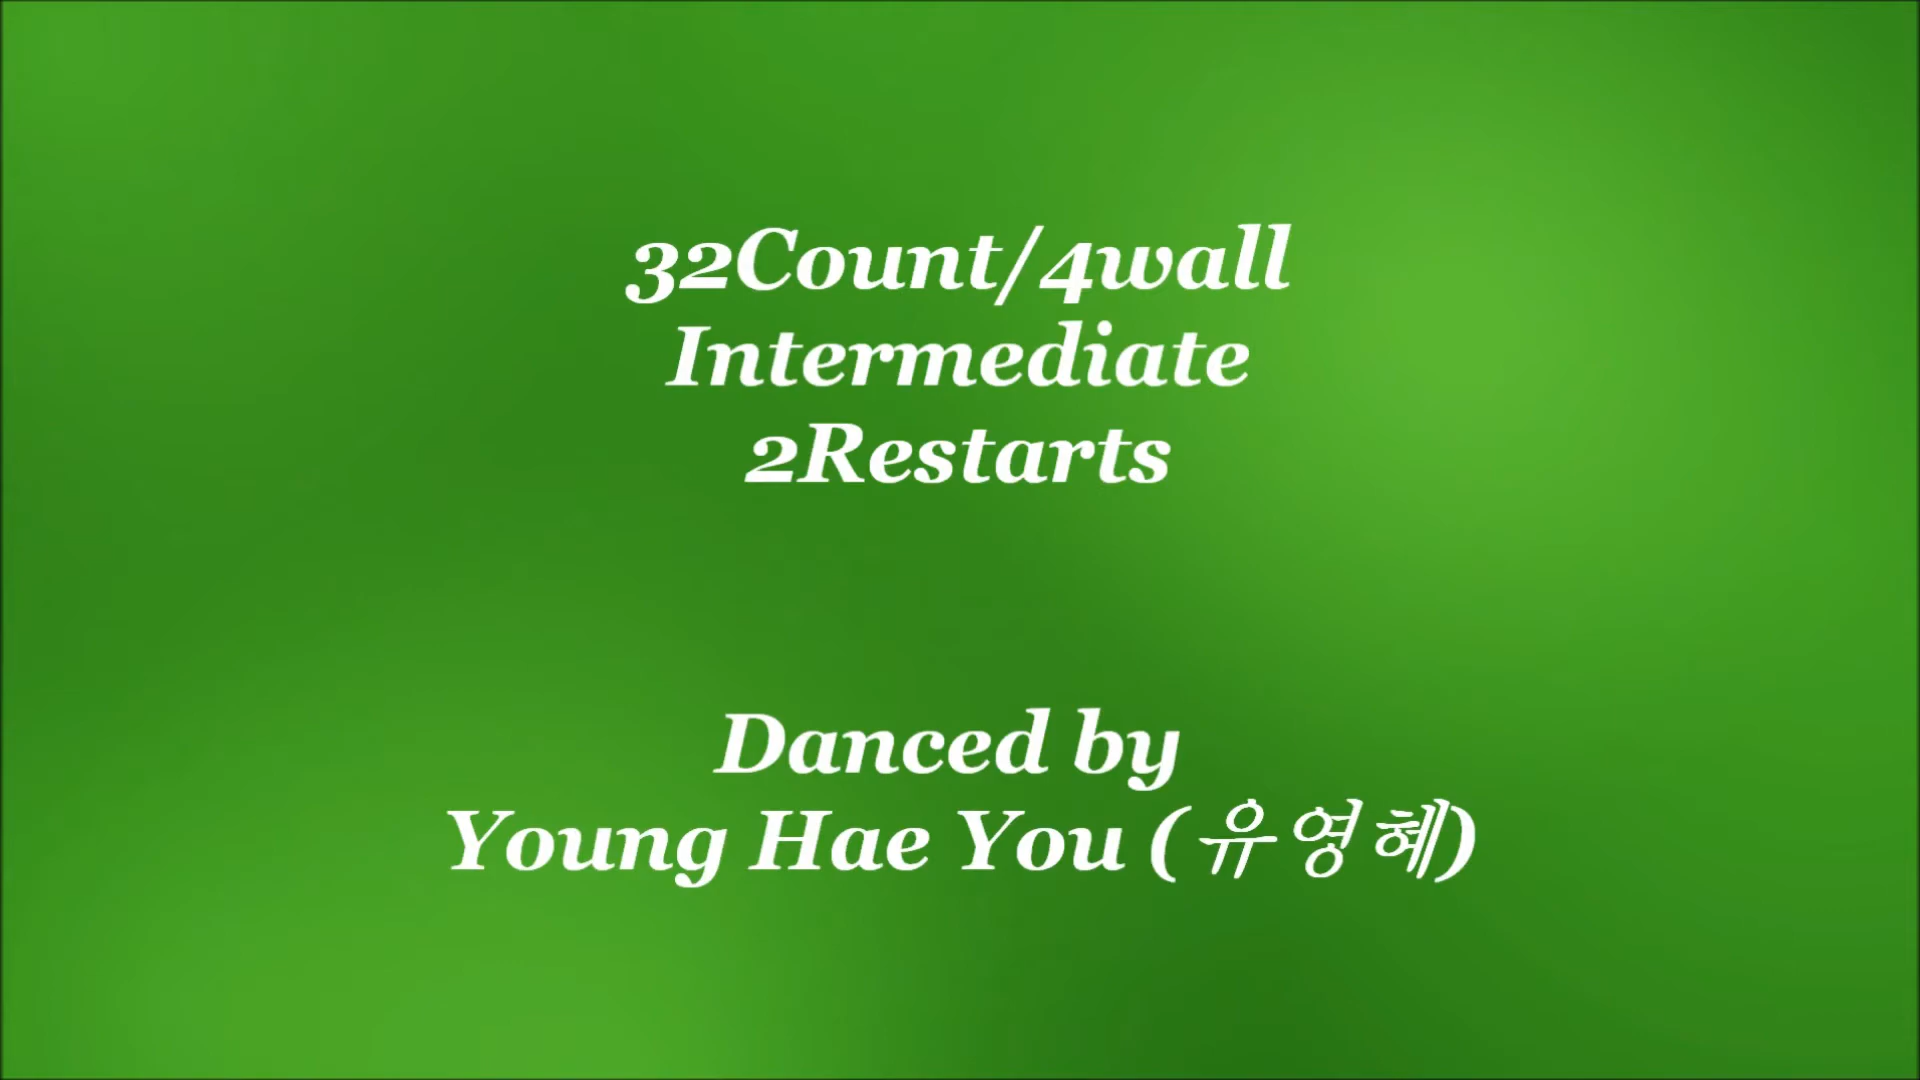 32Count/4wall
Intermediate
2Restarts
Danced by
Young Hae You (유영혜)